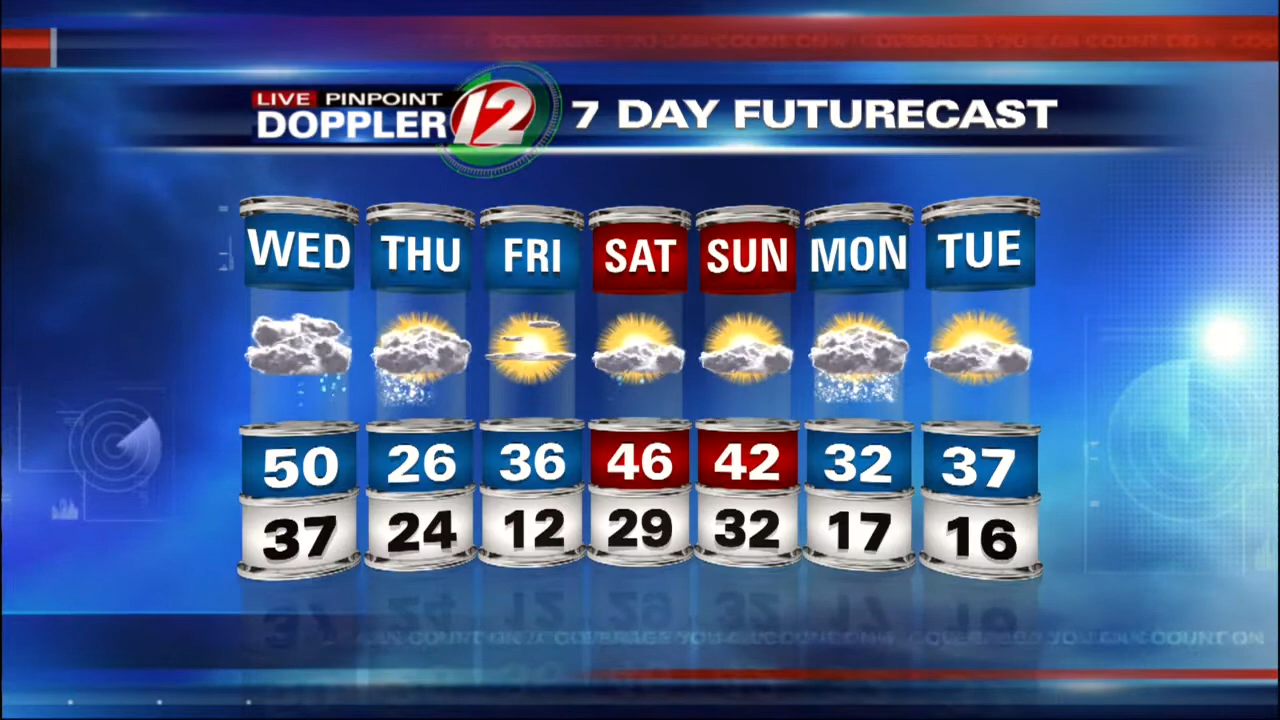 LIVE PINPOINT
DOPPLER 12
7 DAY FUTURECAST
WED THU FRI SAT SUN MON TUE
50 26 36 46 42 32 37
37 24 12 29 32 17 16